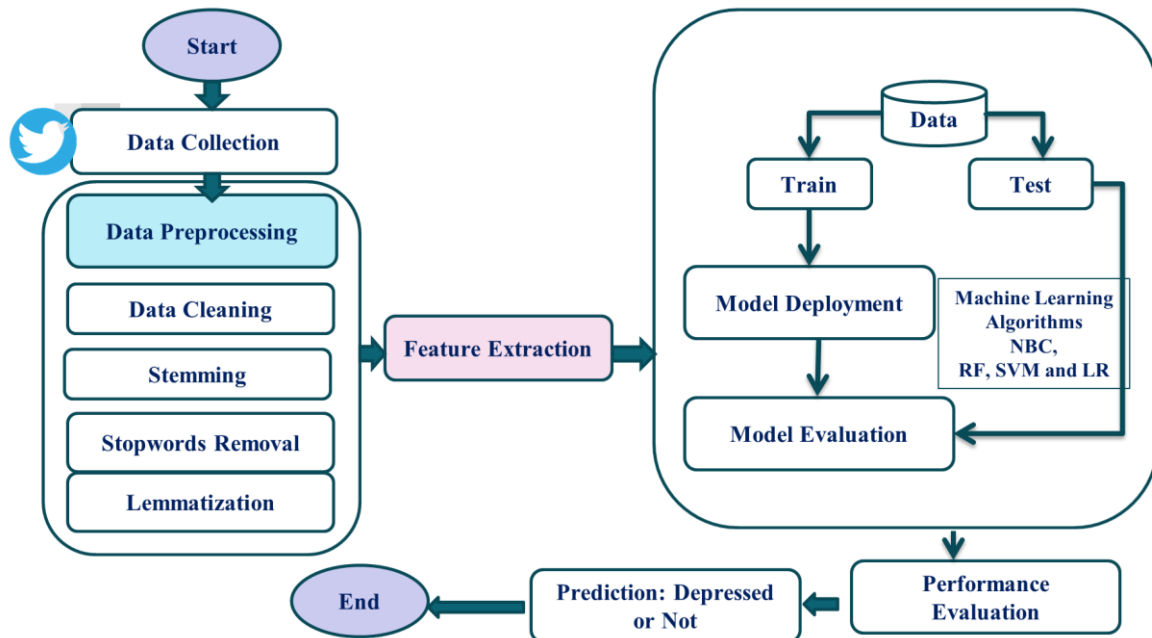 Start
Data Collection
Data Preprocessing
Data Cleaning
Stemming
Stopwords Removal
Lemmatization
Feature Extraction
Data
Train
Test
Model Deployment
Machine Learning
Algorithms
NBC,
RF, SVM and LR
Model Evaluation
Performance
Evaluation
Prediction: Depressed
or Not
End